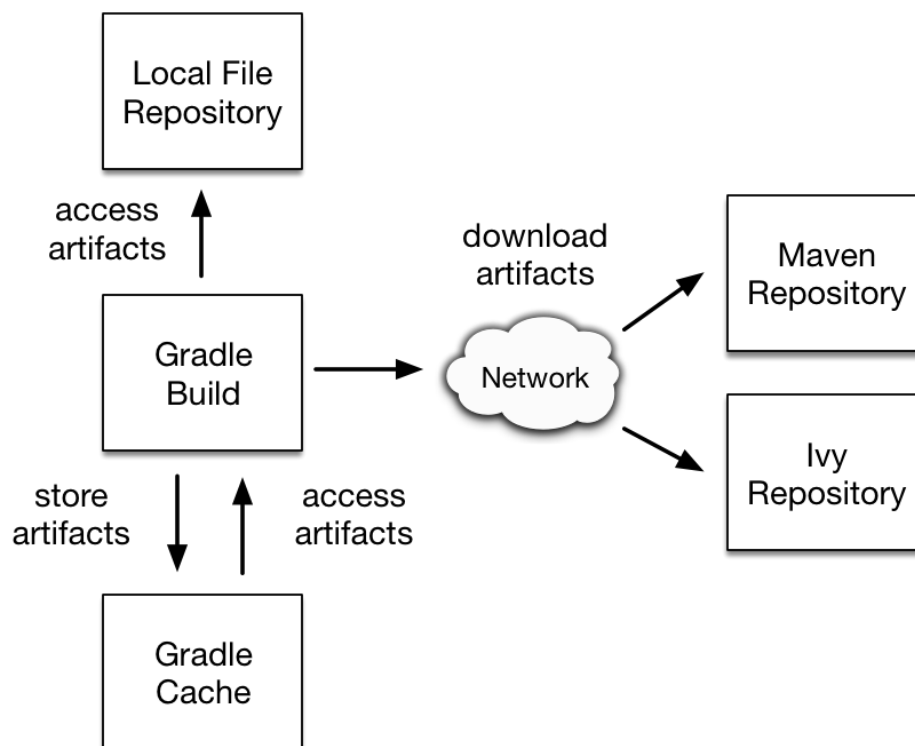 Local File
Repository
access
artifacts
download
artifacts
Maven
Repository
Gradle
Build
Network
Ivy
Repository
store
artifacts
access
artifacts
Gradle
Cache